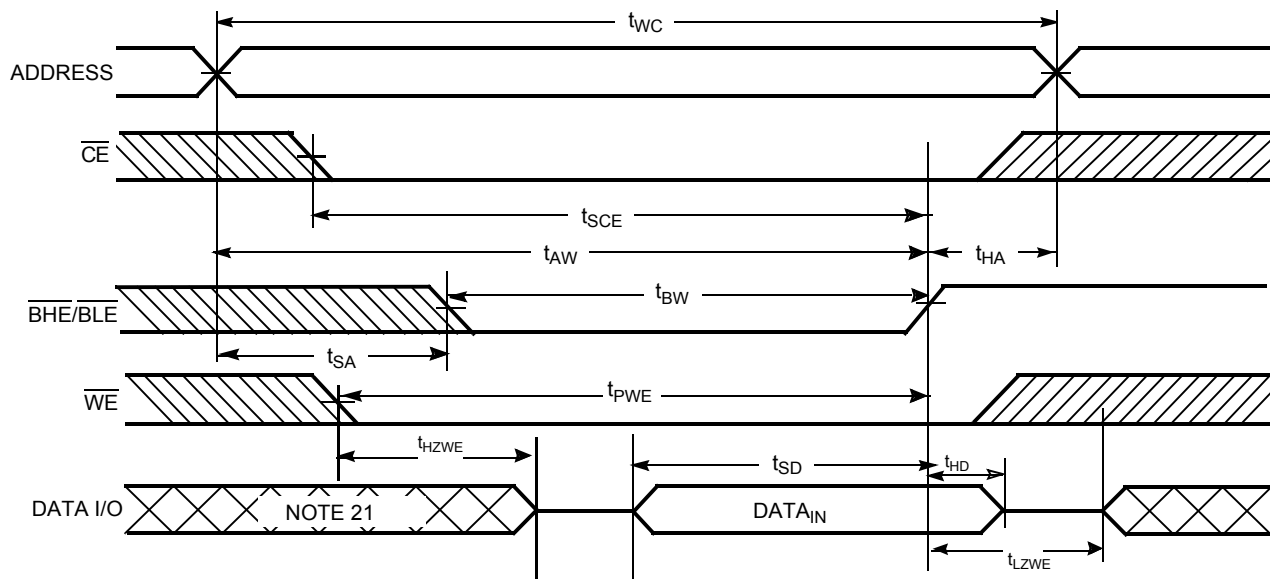 tWC
ADDRESS
CE
tSCE
tAW
tHA
BHE/BLE
tBW
tSA
WE
tPWE
tHZWE
tSD
tHD
DATA I/O
NOTE 21
DATAIN
tLZWE